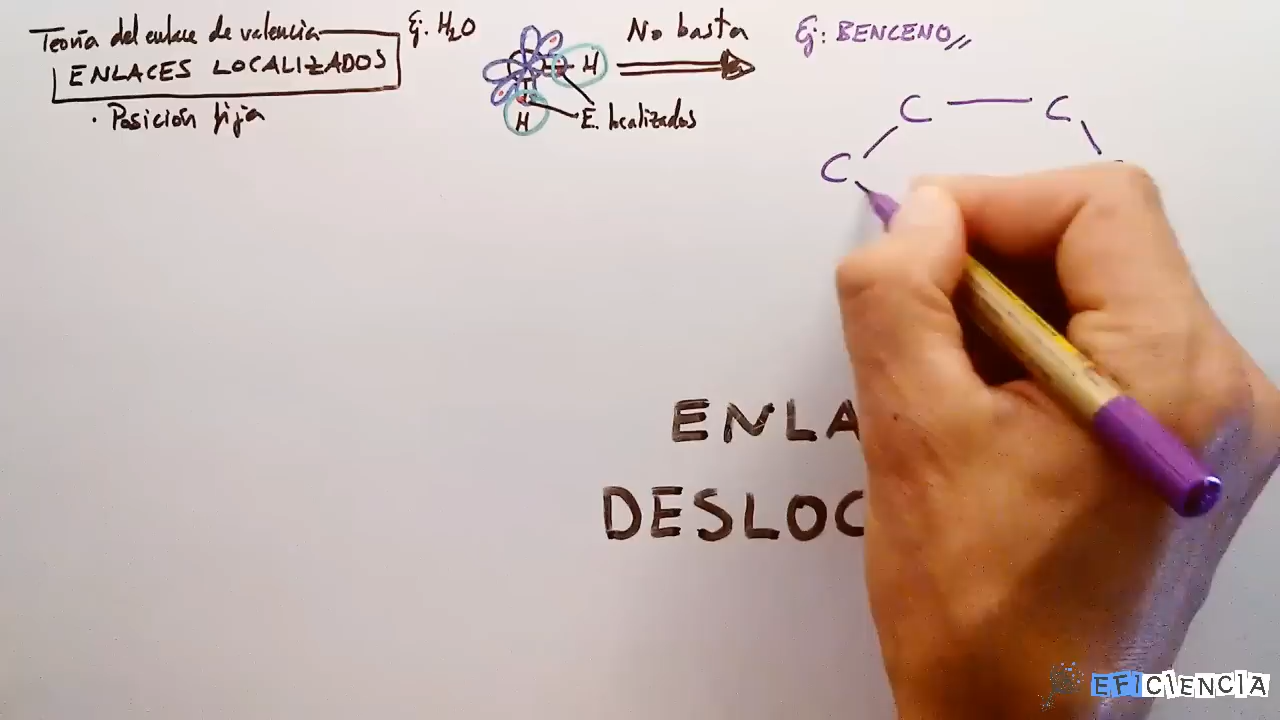 Teoría del enlace de valencia
ENLACES LOCALIZADOS
· Posición fija
Ej. H₂O
H
H
E. localizados
No basta
Ej: BENCENO
C C
C
ENLA
DESLOC
EFICIENCIA